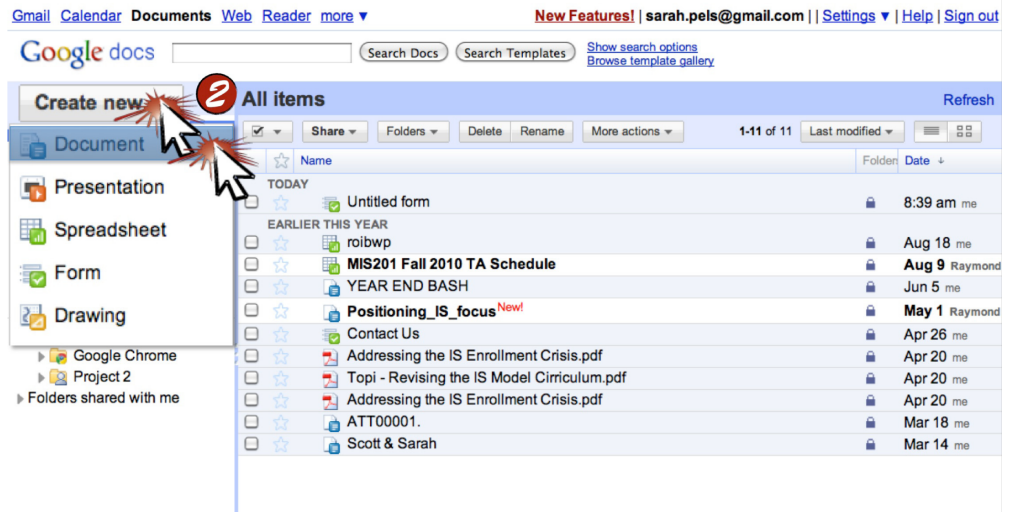 Gmail Calendar Documents Web Reader more ▼ New Features! | sarah.pels@gmail.com | | Settings ▼ | Help | Sign out
Google docs Search Docs Search Templates Show search options
Browse template gallery
Create new 2 All items Refresh
Share Folders Delete Rename More actions 1-11 of 11 Last modified
Document
Name Folders Date ↓
Presentation
TODAY
Untitled form 8:39 am me
Spreadsheet
EARLIER THIS YEAR
roibwp Aug 18 me
MIS201 Fall 2010 TA Schedule Aug 9 Raymond
Form
YEAR END BASH Jun 5 me
Drawing
Positioning_IS_focus New! May 1 Raymond
Contact Us Apr 26 me
Google Chrome
Addressing the IS Enrollment Crisis.pdf Apr 20 me
Project 2
Topi - Revising the IS Model Cirriculum.pdf Apr 20 me
Folders shared with me
Addressing the IS Enrollment Crisis.pdf Apr 20 me
ATT00001. Mar 18 me
Scott & Sarah Mar 14 me